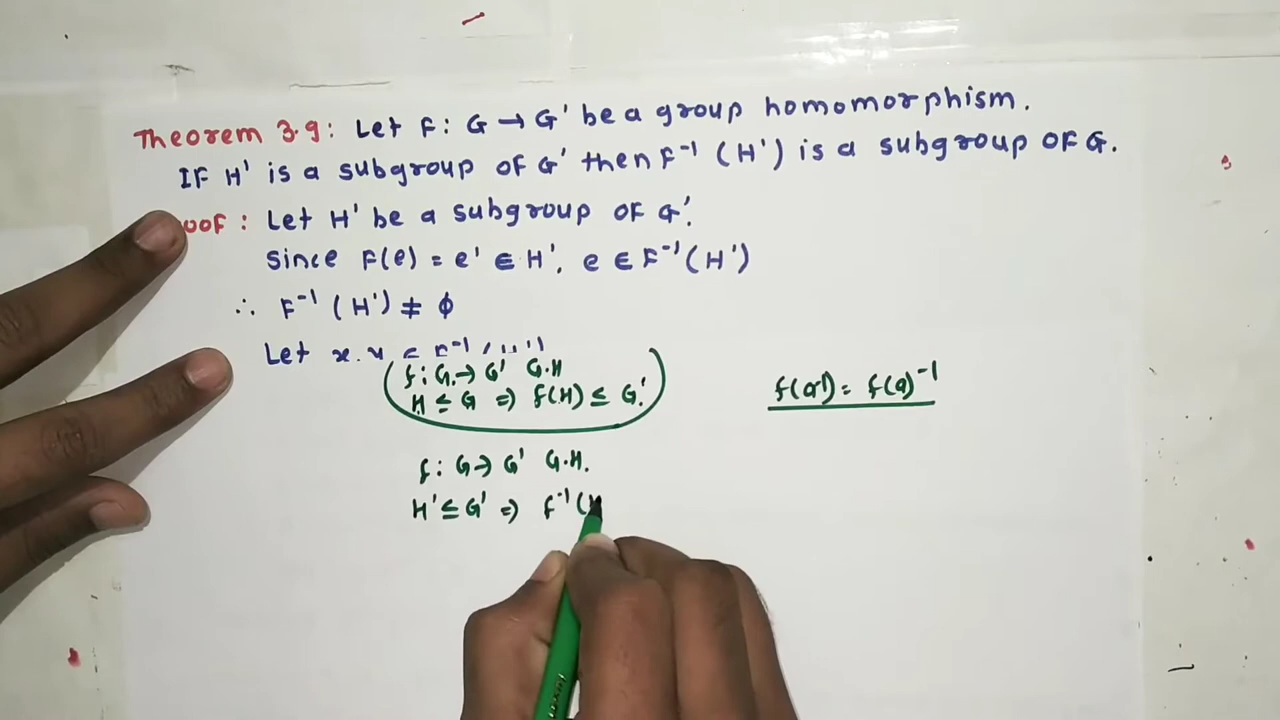 Theorem 3.9: Let F: G → G' be a group homomorphism.
IF H' is a subgroup of G' then F⁻¹ (H') is a subgroup OF G.
oof: Let H' be a subgroup OF G'.
Since F(e) = e' ∈ H', e ∈ F⁻¹(H')
∴ F⁻¹ (H') ≠ ϕ
Let x, y ∈
f: G → G' G.H
H ≤ G ⇒ f(H) ≤ G'.
f(a⁻¹) = f(a)⁻¹
f: G → G' G.H.
H' ≤ G' ⇒ f⁻¹(